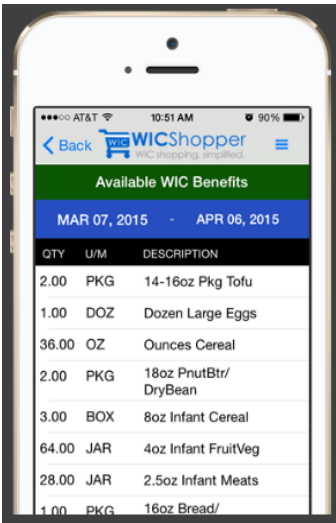 AT&T 10:51 AM 90%
Back WIC WICShopper
WIC shopping, simplified.
Available WIC Benefits
MAR 07, 2015 - APR 06, 2015
QTY U/M DESCRIPTION
2.00 PKG 14-16oz Pkg Tofu
1.00 DOZ Dozen Large Eggs
36.00 OZ Ounces Cereal
2.00 PKG 18oz PnutBtr/
DryBean
3.00 BOX 8oz Infant Cereal
64.00 JAR 4oz Infant FruitVeg
28.00 JAR 2.5oz Infant Meats
1.00 PKG 16oz Bread/